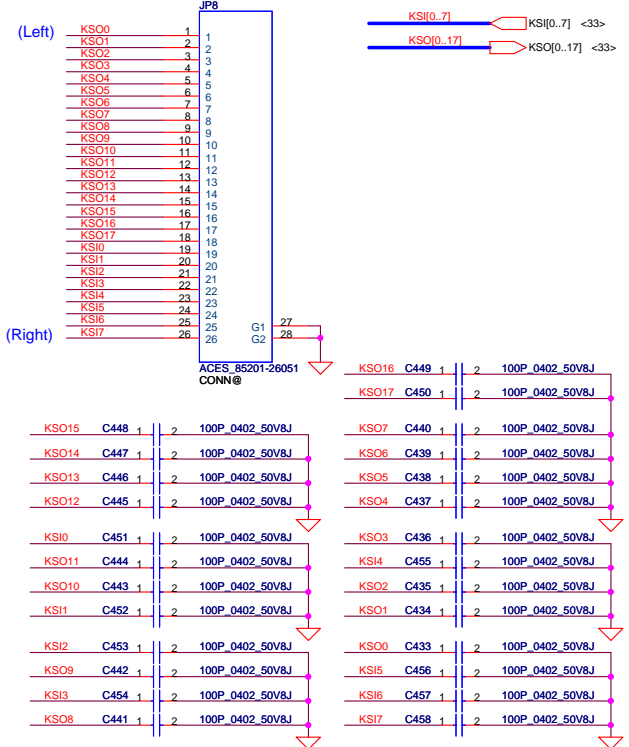 JP8
(Left)
KSO0 1 1
KSO1 2 2
KSO2 3 3
KSO3 4 4
KSO4 5 5
KSO5 6 6
KSO6 7 7
KSO7 8 8
KSO8 9 9
KSO9 10 10
KSO10 11 11
KSO11 12 12
KSO12 13 13
KSO13 14 14
KSO14 15 15
KSO15 16 16
KSO16 17 17
KSO17 18 18
KSI0 19 19
KSI1 20 20
KSI2 21 21
KSI3 22 22
KSI4 23 23
KSI5 24 24
KSI6 25 25 G1 27
(Right) KSI7 26 26 G2 28
ACES_85201-26051
CONN@
KSI[0..7] KSI[0..7] <33>
KSO[0..17] KSO[0..17] <33>
KSO16 C449 1 2 100P_0402_50V8J
KSO17 C450 1 2 100P_0402_50V8J
KSO15 C448 1 2 100P_0402_50V8J
KSO14 C447 1 2 100P_0402_50V8J
KSO13 C446 1 2 100P_0402_50V8J
KSO12 C445 1 2 100P_0402_50V8J
KSO7 C440 1 2 100P_0402_50V8J
KSO6 C439 1 2 100P_0402_50V8J
KSO5 C438 1 2 100P_0402_50V8J
KSO4 C437 1 2 100P_0402_50V8J
KSI0 C451 1 2 100P_0402_50V8J
KSO11 C444 1 2 100P_0402_50V8J
KSO10 C443 1 2 100P_0402_50V8J
KSI1 C452 1 2 100P_0402_50V8J
KSO3 C436 1 2 100P_0402_50V8J
KSI4 C455 1 2 100P_0402_50V8J
KSO2 C435 1 2 100P_0402_50V8J
KSO1 C434 1 2 100P_0402_50V8J
KSI2 C453 1 2 100P_0402_50V8J
KSO9 C442 1 2 100P_0402_50V8J
KSI3 C454 1 2 100P_0402_50V8J
KSO8 C441 1 2 100P_0402_50V8J
KSO0 C433 1 2 100P_0402_50V8J
KSI5 C456 1 2 100P_0402_50V8J
KSI6 C457 1 2 100P_0402_50V8J
KSI7 C458 1 2 100P_0402_50V8J